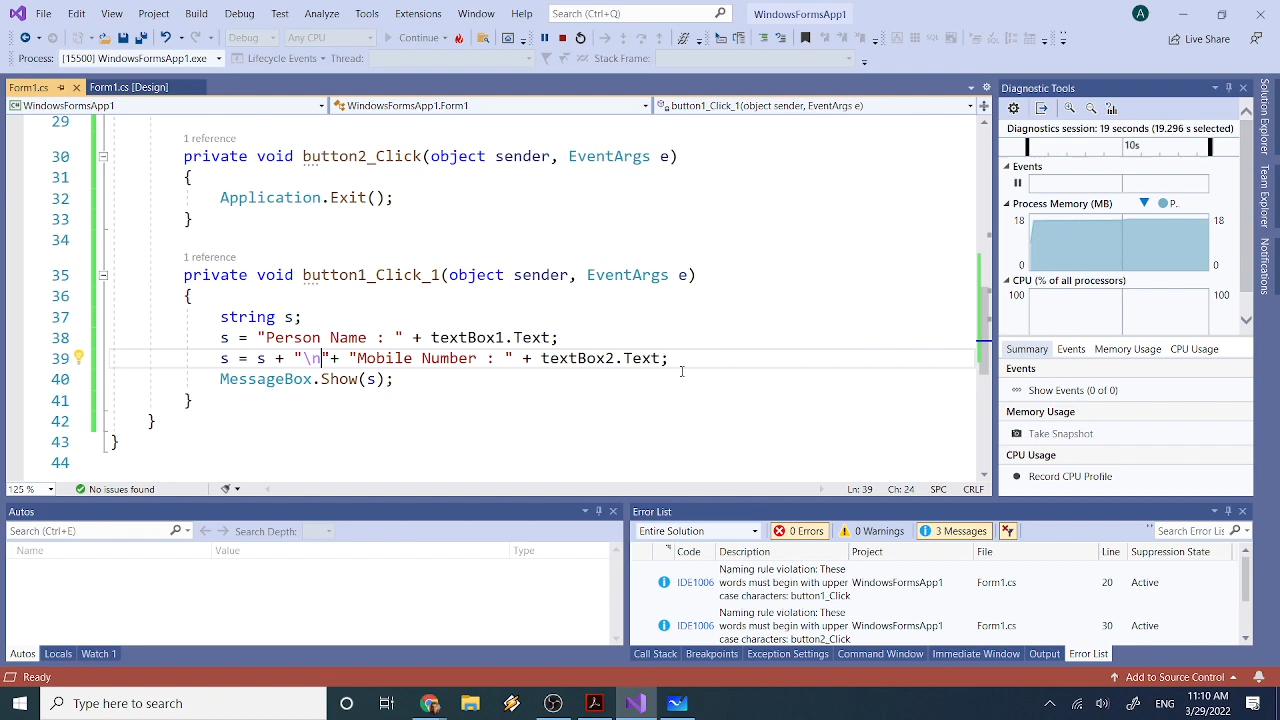 File Edit View Git Project Build Debug Test Analyze Tools Extensions Window Help Search (Ctrl+Q) WindowsFormsApp1 A
Debug Any CPU Continue Live Share
Process: [15500] WindowsFormsApp1.exe Lifecycle Events Thread: Stack Frame:
Form1.cs Form1.cs [Design]
WindowsFormsApp1 WindowsFormsApp1.Form1 button1_Click_1(object sender, EventArgs e)
29
1 reference
30 private void button2_Click(object sender, EventArgs e)
31 {
32 Application.Exit();
33 }
34
1 reference
35 private void button1_Click_1(object sender, EventArgs e)
36 {
37 string s;
38 s = "Person Name : " + textBox1.Text;
39 s = s + "\n"+ "Mobile Number : " + textBox2.Text;
40 MessageBox.Show(s);
41 }
42 }
43 }
44
125 % No issues found Ln: 39 Ch: 24 SPC CRLF
Diagnostic Tools
Diagnostics session: 19 seconds (19.296 s selected)
10s
Events
Process Memory (MB) P..
18 18
0 0
CPU (% of all processors)
100 100
Summary Events Memory Usage CPU Usage
Events
Show Events (0 of 0)
Memory Usage
Take Snapshot
CPU Usage
Record CPU Profile
Solution Explorer
Team Explorer
Notifications
Autos
Search (Ctrl+E) Search Depth:
Name Value Type
Autos Locals Watch 1
Error List
Entire Solution 0 Errors 0 Warnings 3 Messages Search Error Lis
Code Description Project File Line Suppression State
IDE1006 Naming rule violation: These words must begin with upper case characters: button1_Click WindowsFormsApp1 Form1.cs 20 Active
IDE1006 Naming rule violation: These words must begin with upper case characters: button2_Click WindowsFormsApp1 Form1.cs 30 Active
Call Stack Breakpoints Exception Settings Command Window Immediate Window Output Error List
Ready Add to Source Control
Type here to search ENG 11:10 AM
3/29/2022